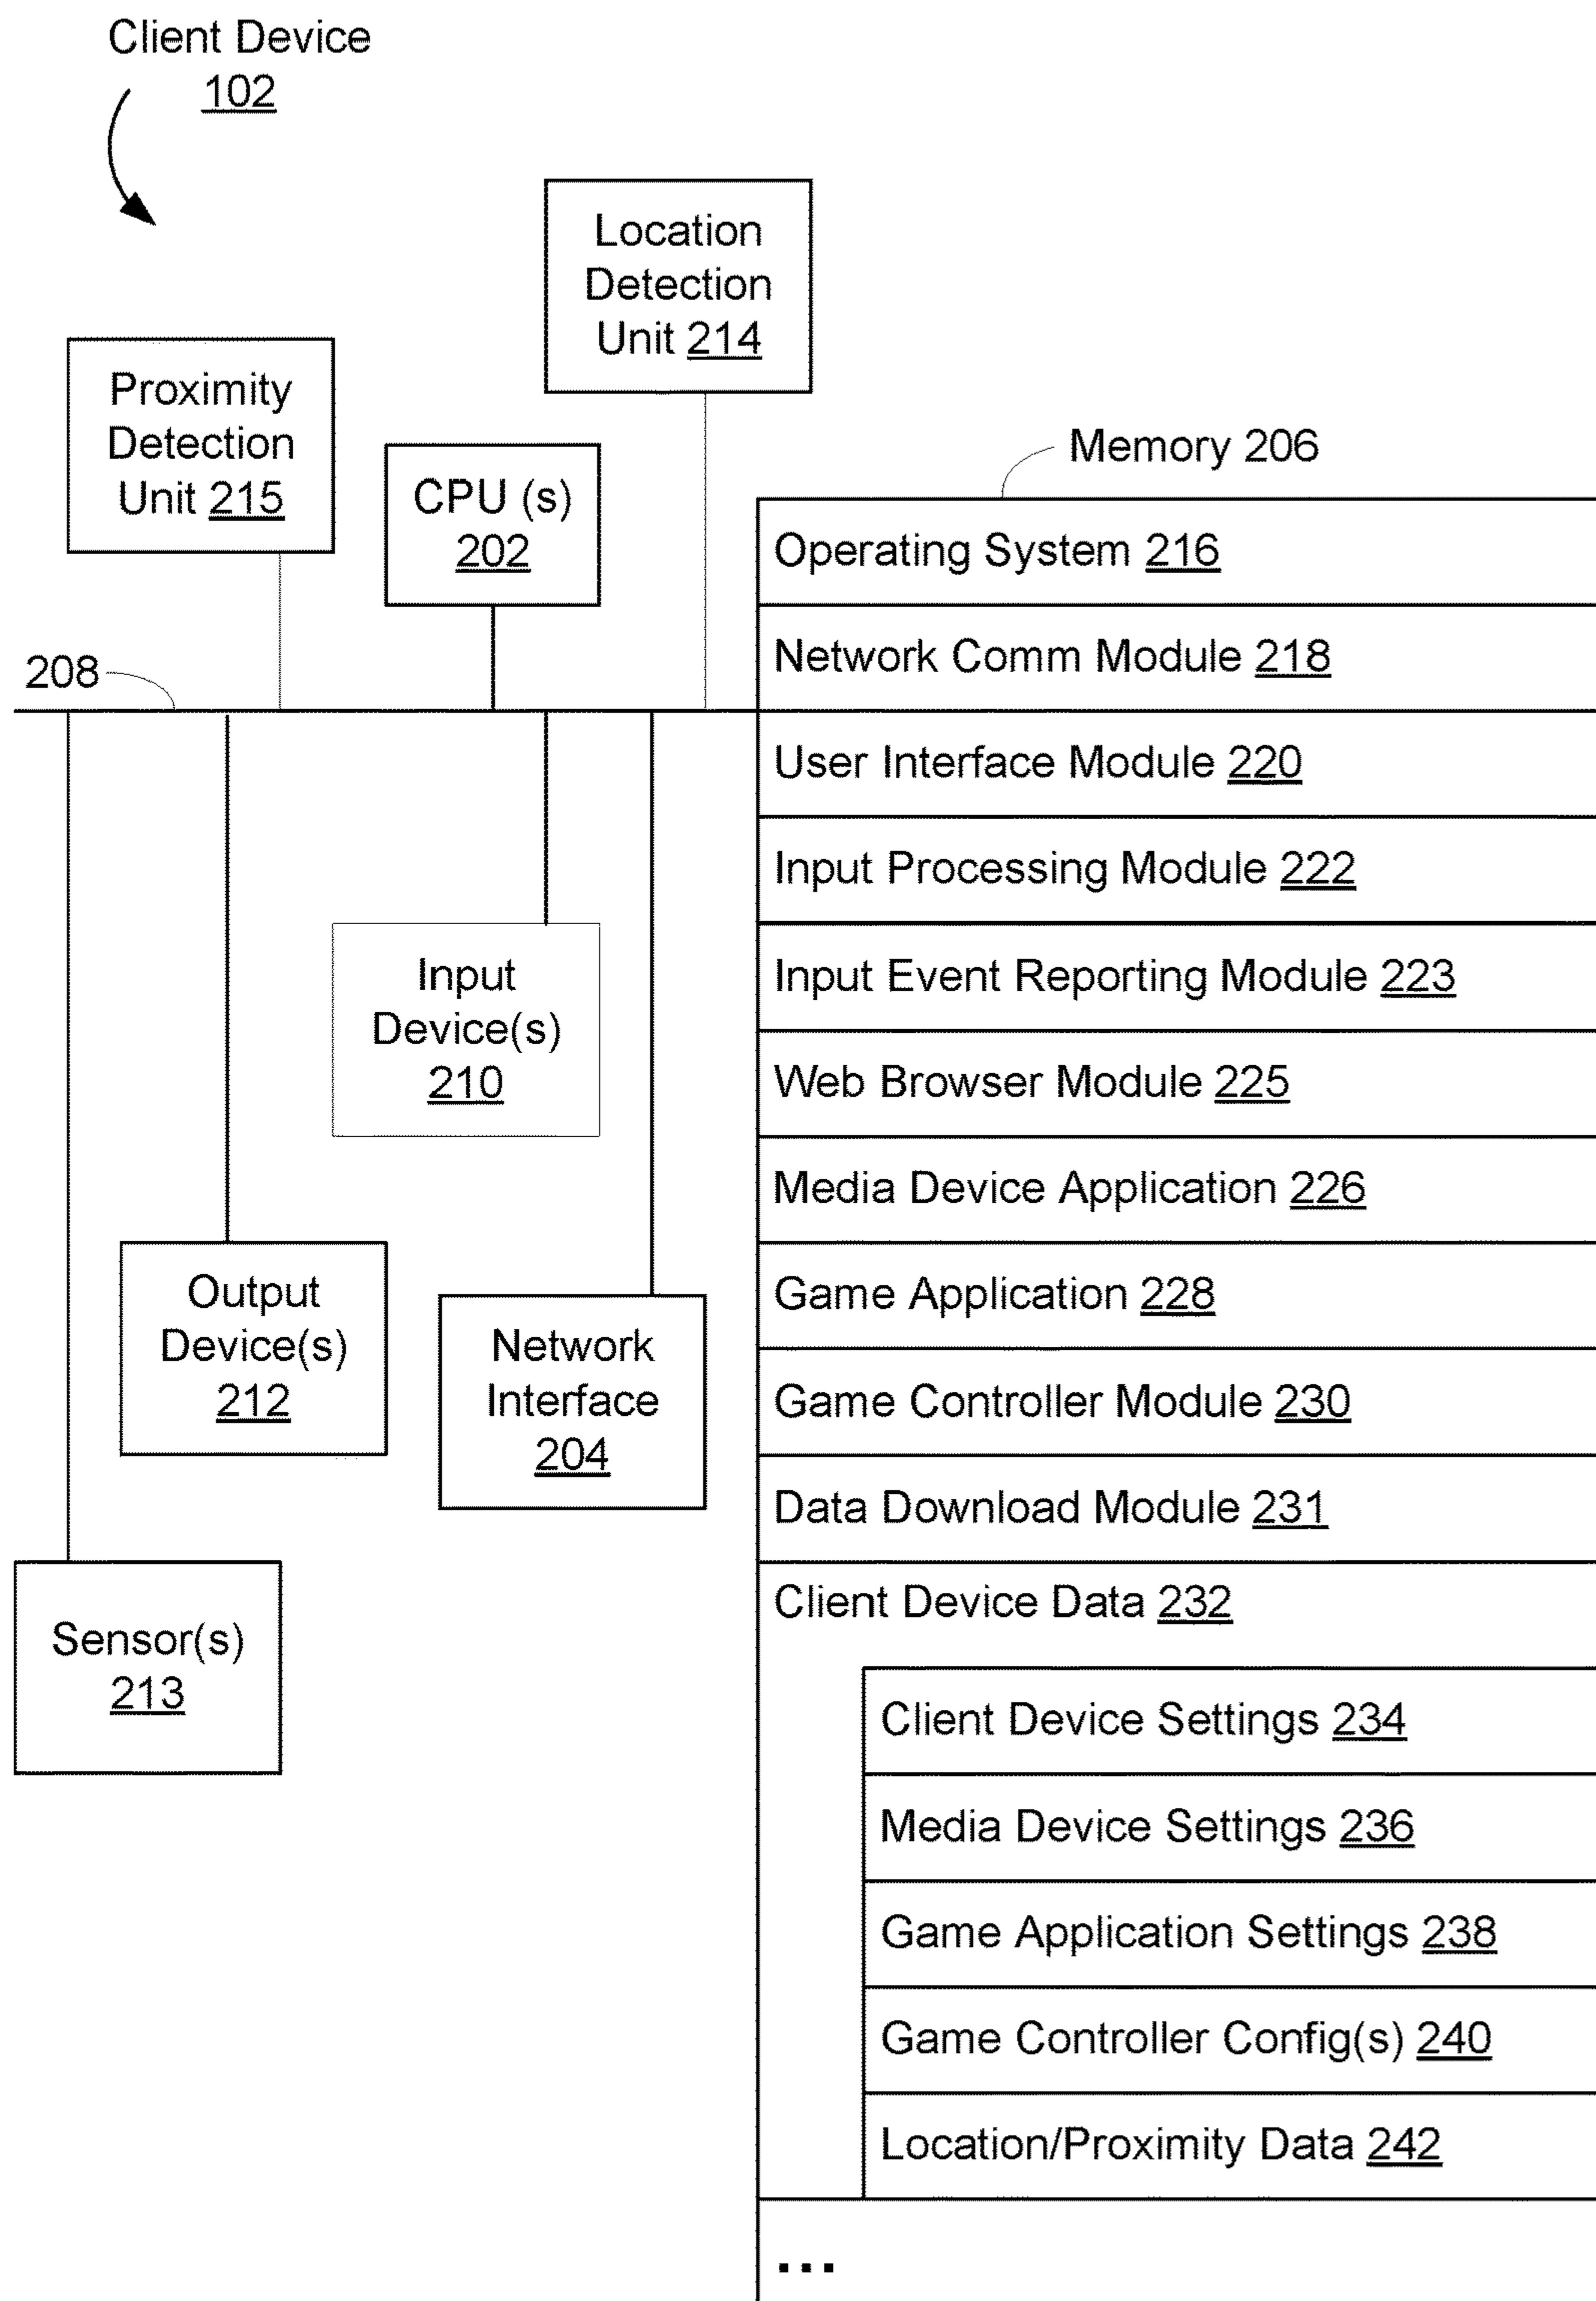 Client Device
102
Location
Detection
Unit 214
Proximity
Detection
Unit 215
CPU (s)
202
208
Input
Device(s)
210
Output
Device(s)
212
Network
Interface
204
Sensor(s)
213
Memory 206
Operating System 216
Network Comm Module 218
User Interface Module 220
Input Processing Module 222
Input Event Reporting Module 223
Web Browser Module 225
Media Device Application 226
Game Application 228
Game Controller Module 230
Data Download Module 231
Client Device Data 232
Client Device Settings 234
Media Device Settings 236
Game Application Settings 238
Game Controller Config(s) 240
Location/Proximity Data 242
...